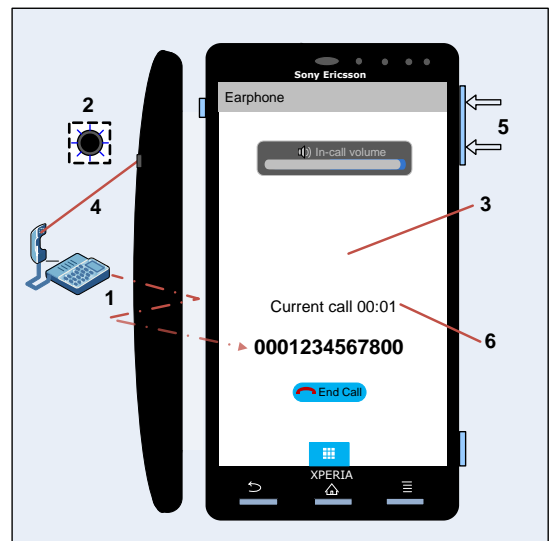 Sony Ericsson
Earphone
2
In-call volume
5
4
3
1
Current call 00:01
6
0001234567800
End Call
XPERIA